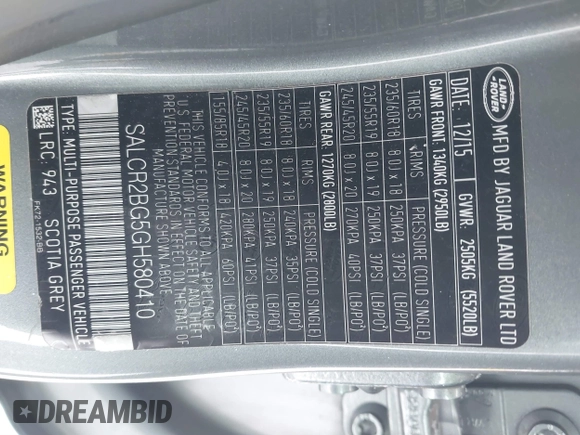 LAND-ROVER
MFD BY JAGUAR LAND ROVER LTD
12/15 GVWR. 2505KG (5520LB)
GAWR FRONT. 1340KG (2950LB)
TIRES RIMS PRESSURE (COLD SINGLE)
235/60R18 8.0J x 18 250KPA 37PSI (LB/PO²)
235/55R19 8.0J x 19 250KPA 37PSI (LB/PO²)
245/45R20 8.0J x 20 270KPA 40PSI (LB/PO²)
GAWR REAR. 1270KG (2800LB)
TIRES RIMS PRESSURE (COLD SINGLE)
235/60R18 8.0J x 18 240KPA 35PSI (LB/PO²)
235/55R19 8.0J x 19 250KPA 37PSI (LB/PO²)
245/45R20 8.0J x 20 280KPA 41PSI (LB/PO²)
T155/85R18 4.0J x 18 420KPA 60PSI (LB/PO²)
THIS VEHICLE CONFORMS TO ALL APPLICABLE
U.S FEDERAL MOTOR VEHICLE SAFETY AND THEFT
PREVENTION STANDARDS IN EFFECT ON THE DATE OF
MANUFACTURE SHOWN ABOVE.
SALCR2BG5GH580410
TYPE: MULTI-PURPOSE PASSENGER VEHICLE
LRC: 943 SCOTIA GREY
FK72-1532-BB
WARNING
DREAMBID